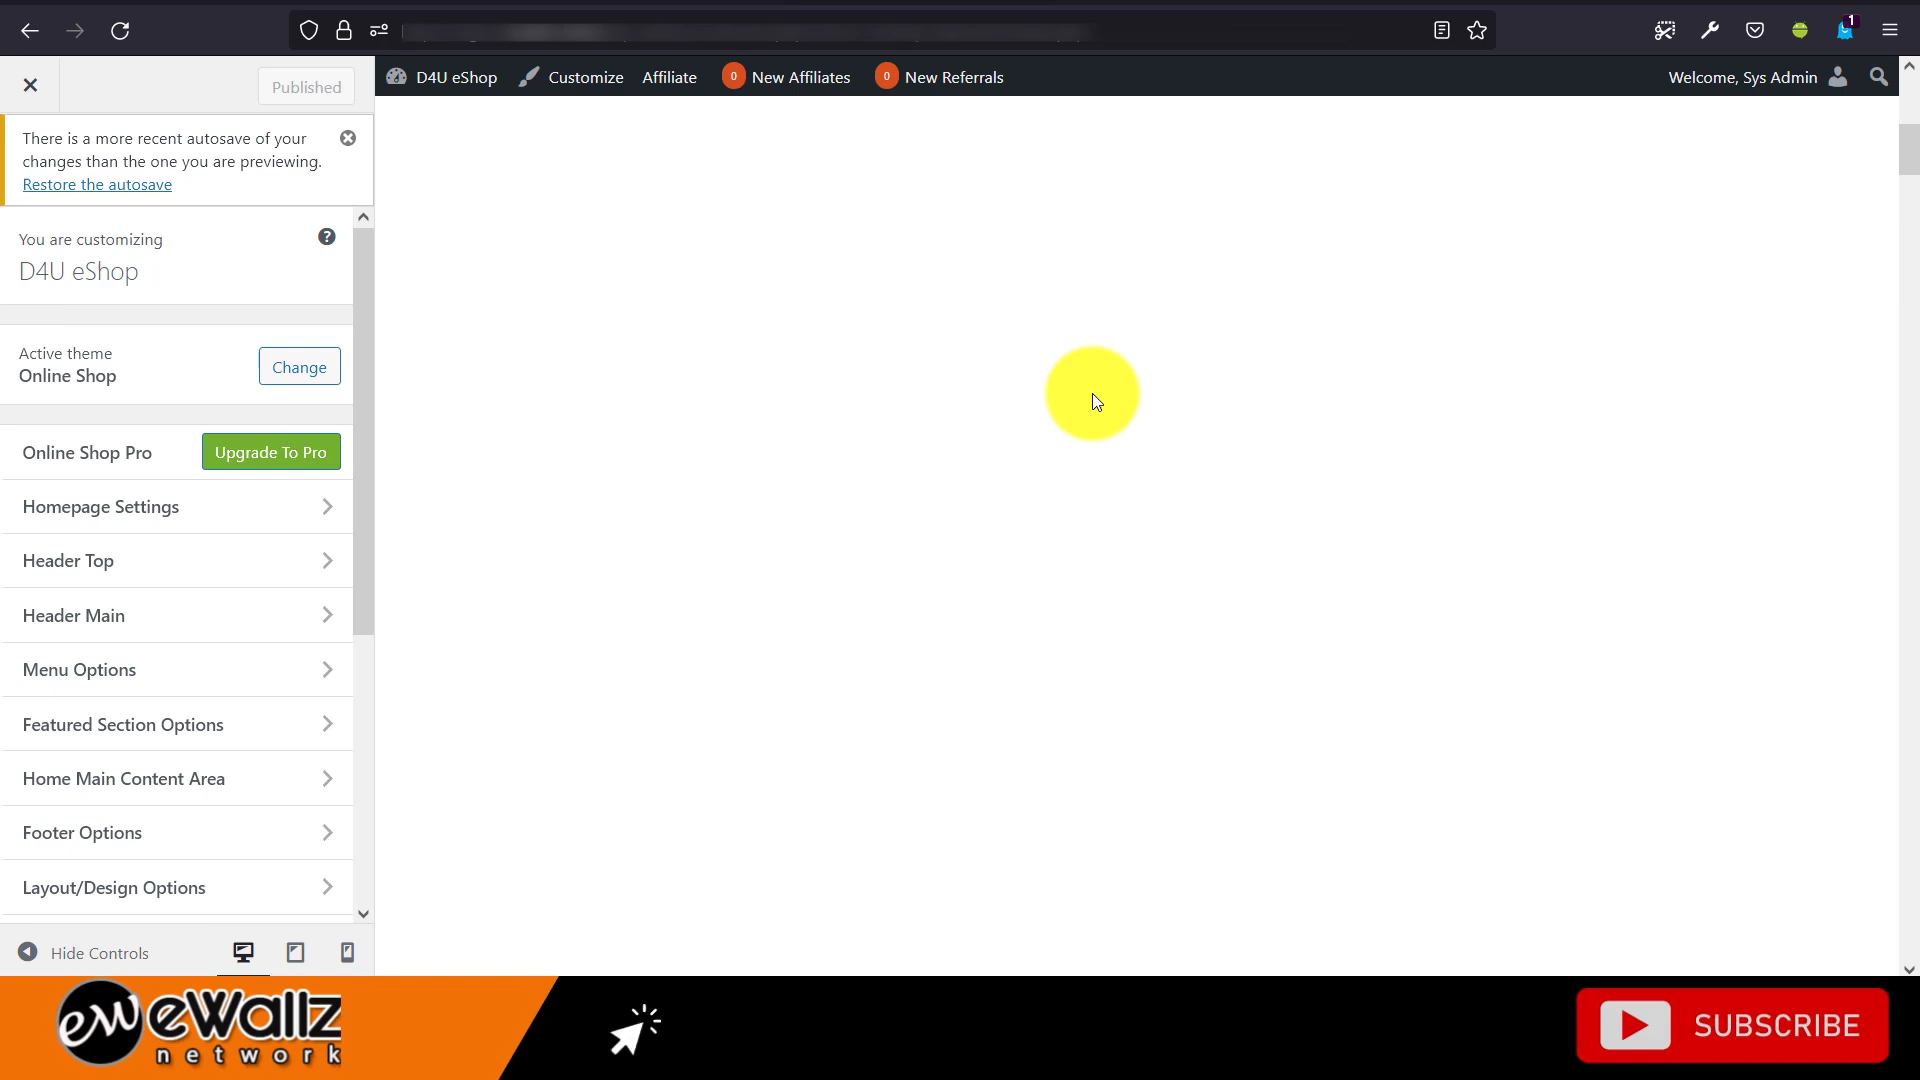 1
Published
D4U eShop
Customize
Affiliate
0
New Affiliates
0
New Referrals
Welcome, Sys Admin
There is a more recent autosave of your
changes than the one you are previewing.
Restore the autosave
You are customizing
D4U eShop
Active theme
Online Shop
Change
Online Shop Pro
Upgrade To Pro
Homepage Settings
Header Top
Header Main
Menu Options
Featured Section Options
Home Main Content Area
Footer Options
Layout/Design Options
Hide Controls
ew eWallz
network
SUBSCRIBE